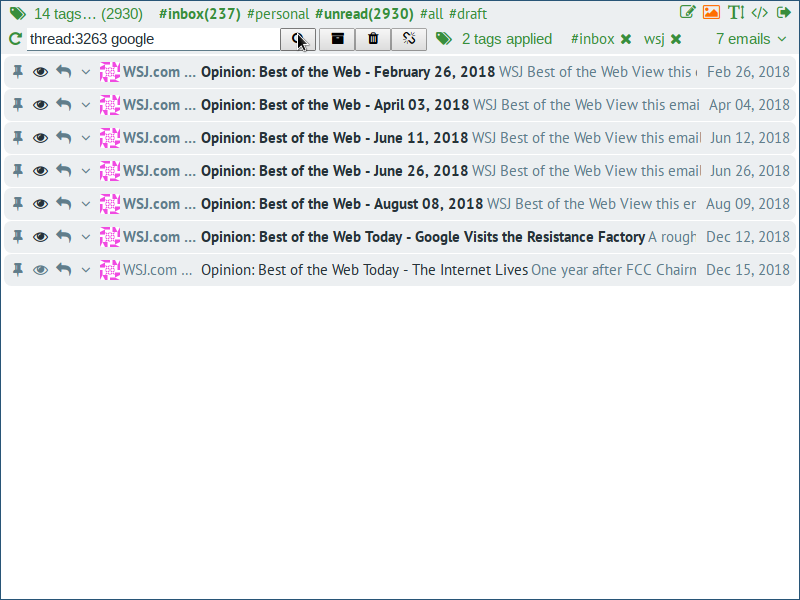 14 tags… (2930) #inbox(237) #personal #unread(2930) #all #draft
thread:3263 google 2 tags applied #inbox wsj 7 emails
WSJ.com ... Opinion: Best of the Web - February 26, 2018 WSJ Best of the Web View this Feb 26, 2018
WSJ.com ... Opinion: Best of the Web - April 03, 2018 WSJ Best of the Web View this emai Apr 04, 2018
WSJ.com ... Opinion: Best of the Web - June 11, 2018 WSJ Best of the Web View this email Jun 12, 2018
WSJ.com ... Opinion: Best of the Web - June 26, 2018 WSJ Best of the Web View this email Jun 26, 2018
WSJ.com ... Opinion: Best of the Web - August 08, 2018 WSJ Best of the Web View this er Aug 09, 2018
WSJ.com ... Opinion: Best of the Web Today - Google Visits the Resistance Factory A rough Dec 12, 2018
WSJ.com ... Opinion: Best of the Web Today - The Internet Lives One year after FCC Chairn Dec 15, 2018